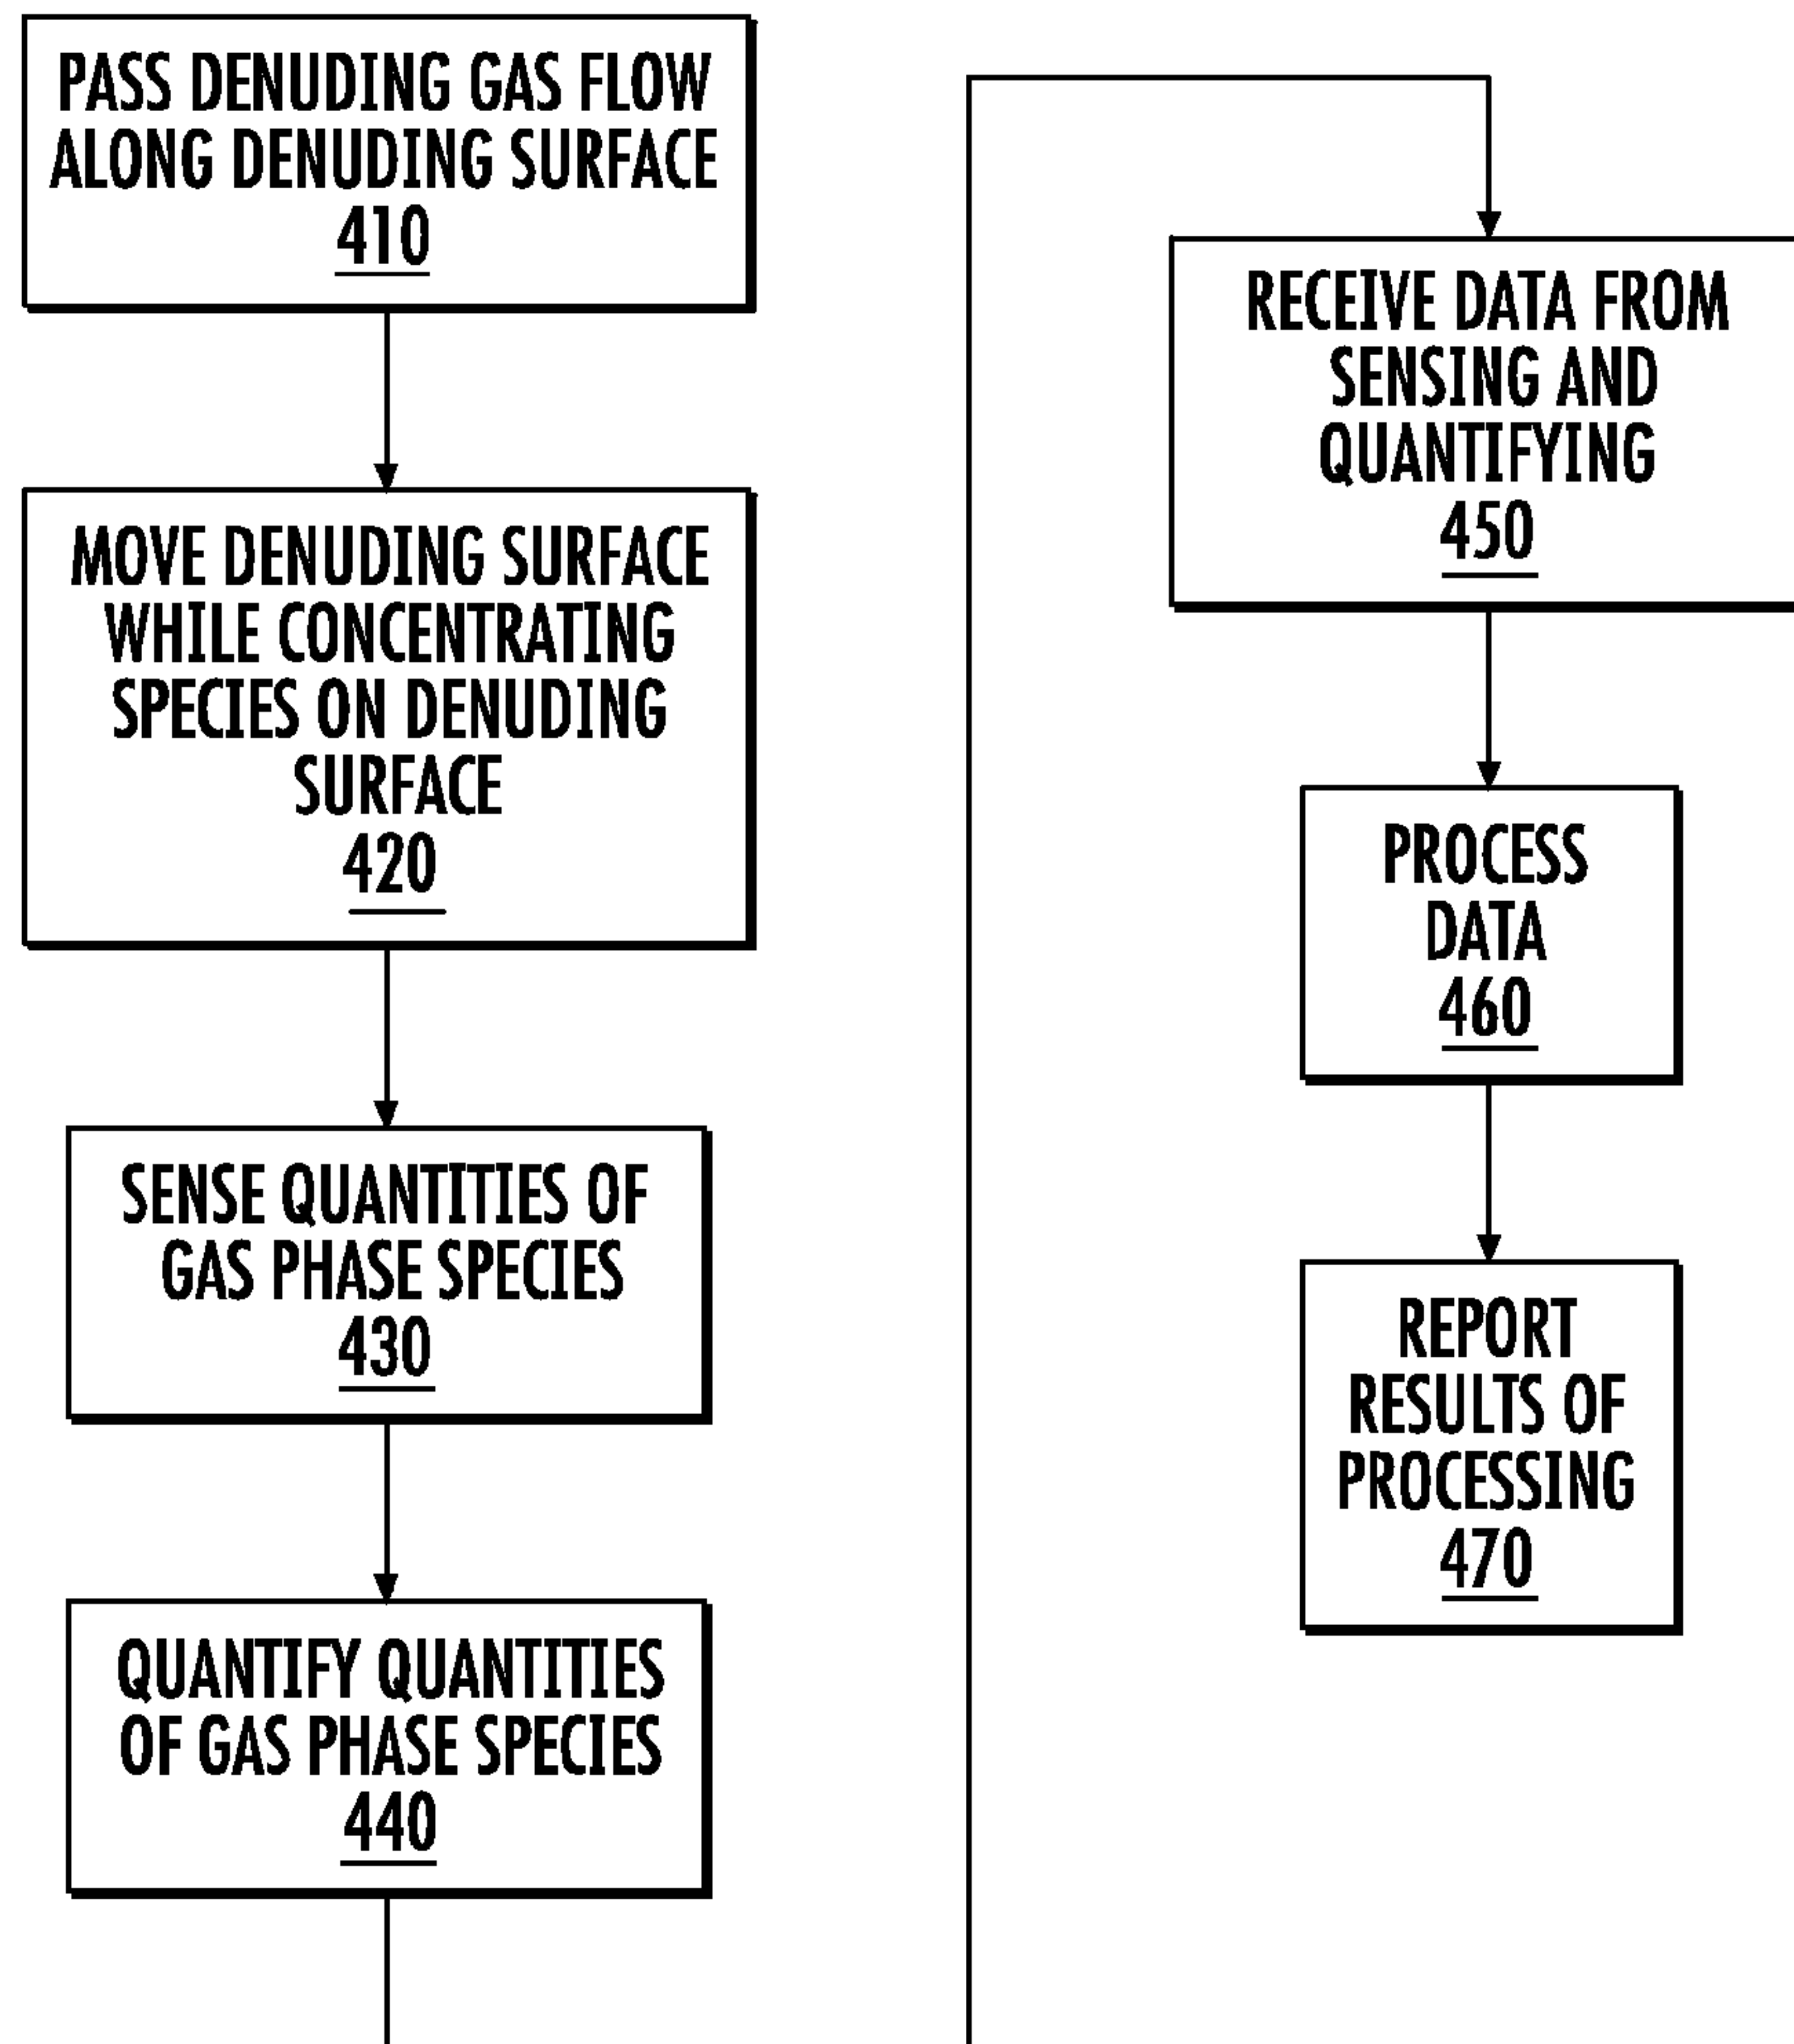 PASS DENUDING GAS FLOW
ALONG DENUDING SURFACE
410
MOVE DENUDING SURFACE
WHILE CONCENTRATING
SPECIES ON DENUDING
SURFACE
420
SENSE QUANTITIES OF
GAS PHASE SPECIES
430
QUANTIFY QUANTITIES
OF GAS PHASE SPECIES
440
RECEIVE DATA FROM
SENSING AND
QUANTIFYING
450
PROCESS
DATA
460
REPORT
RESULTS OF
PROCESSING
470